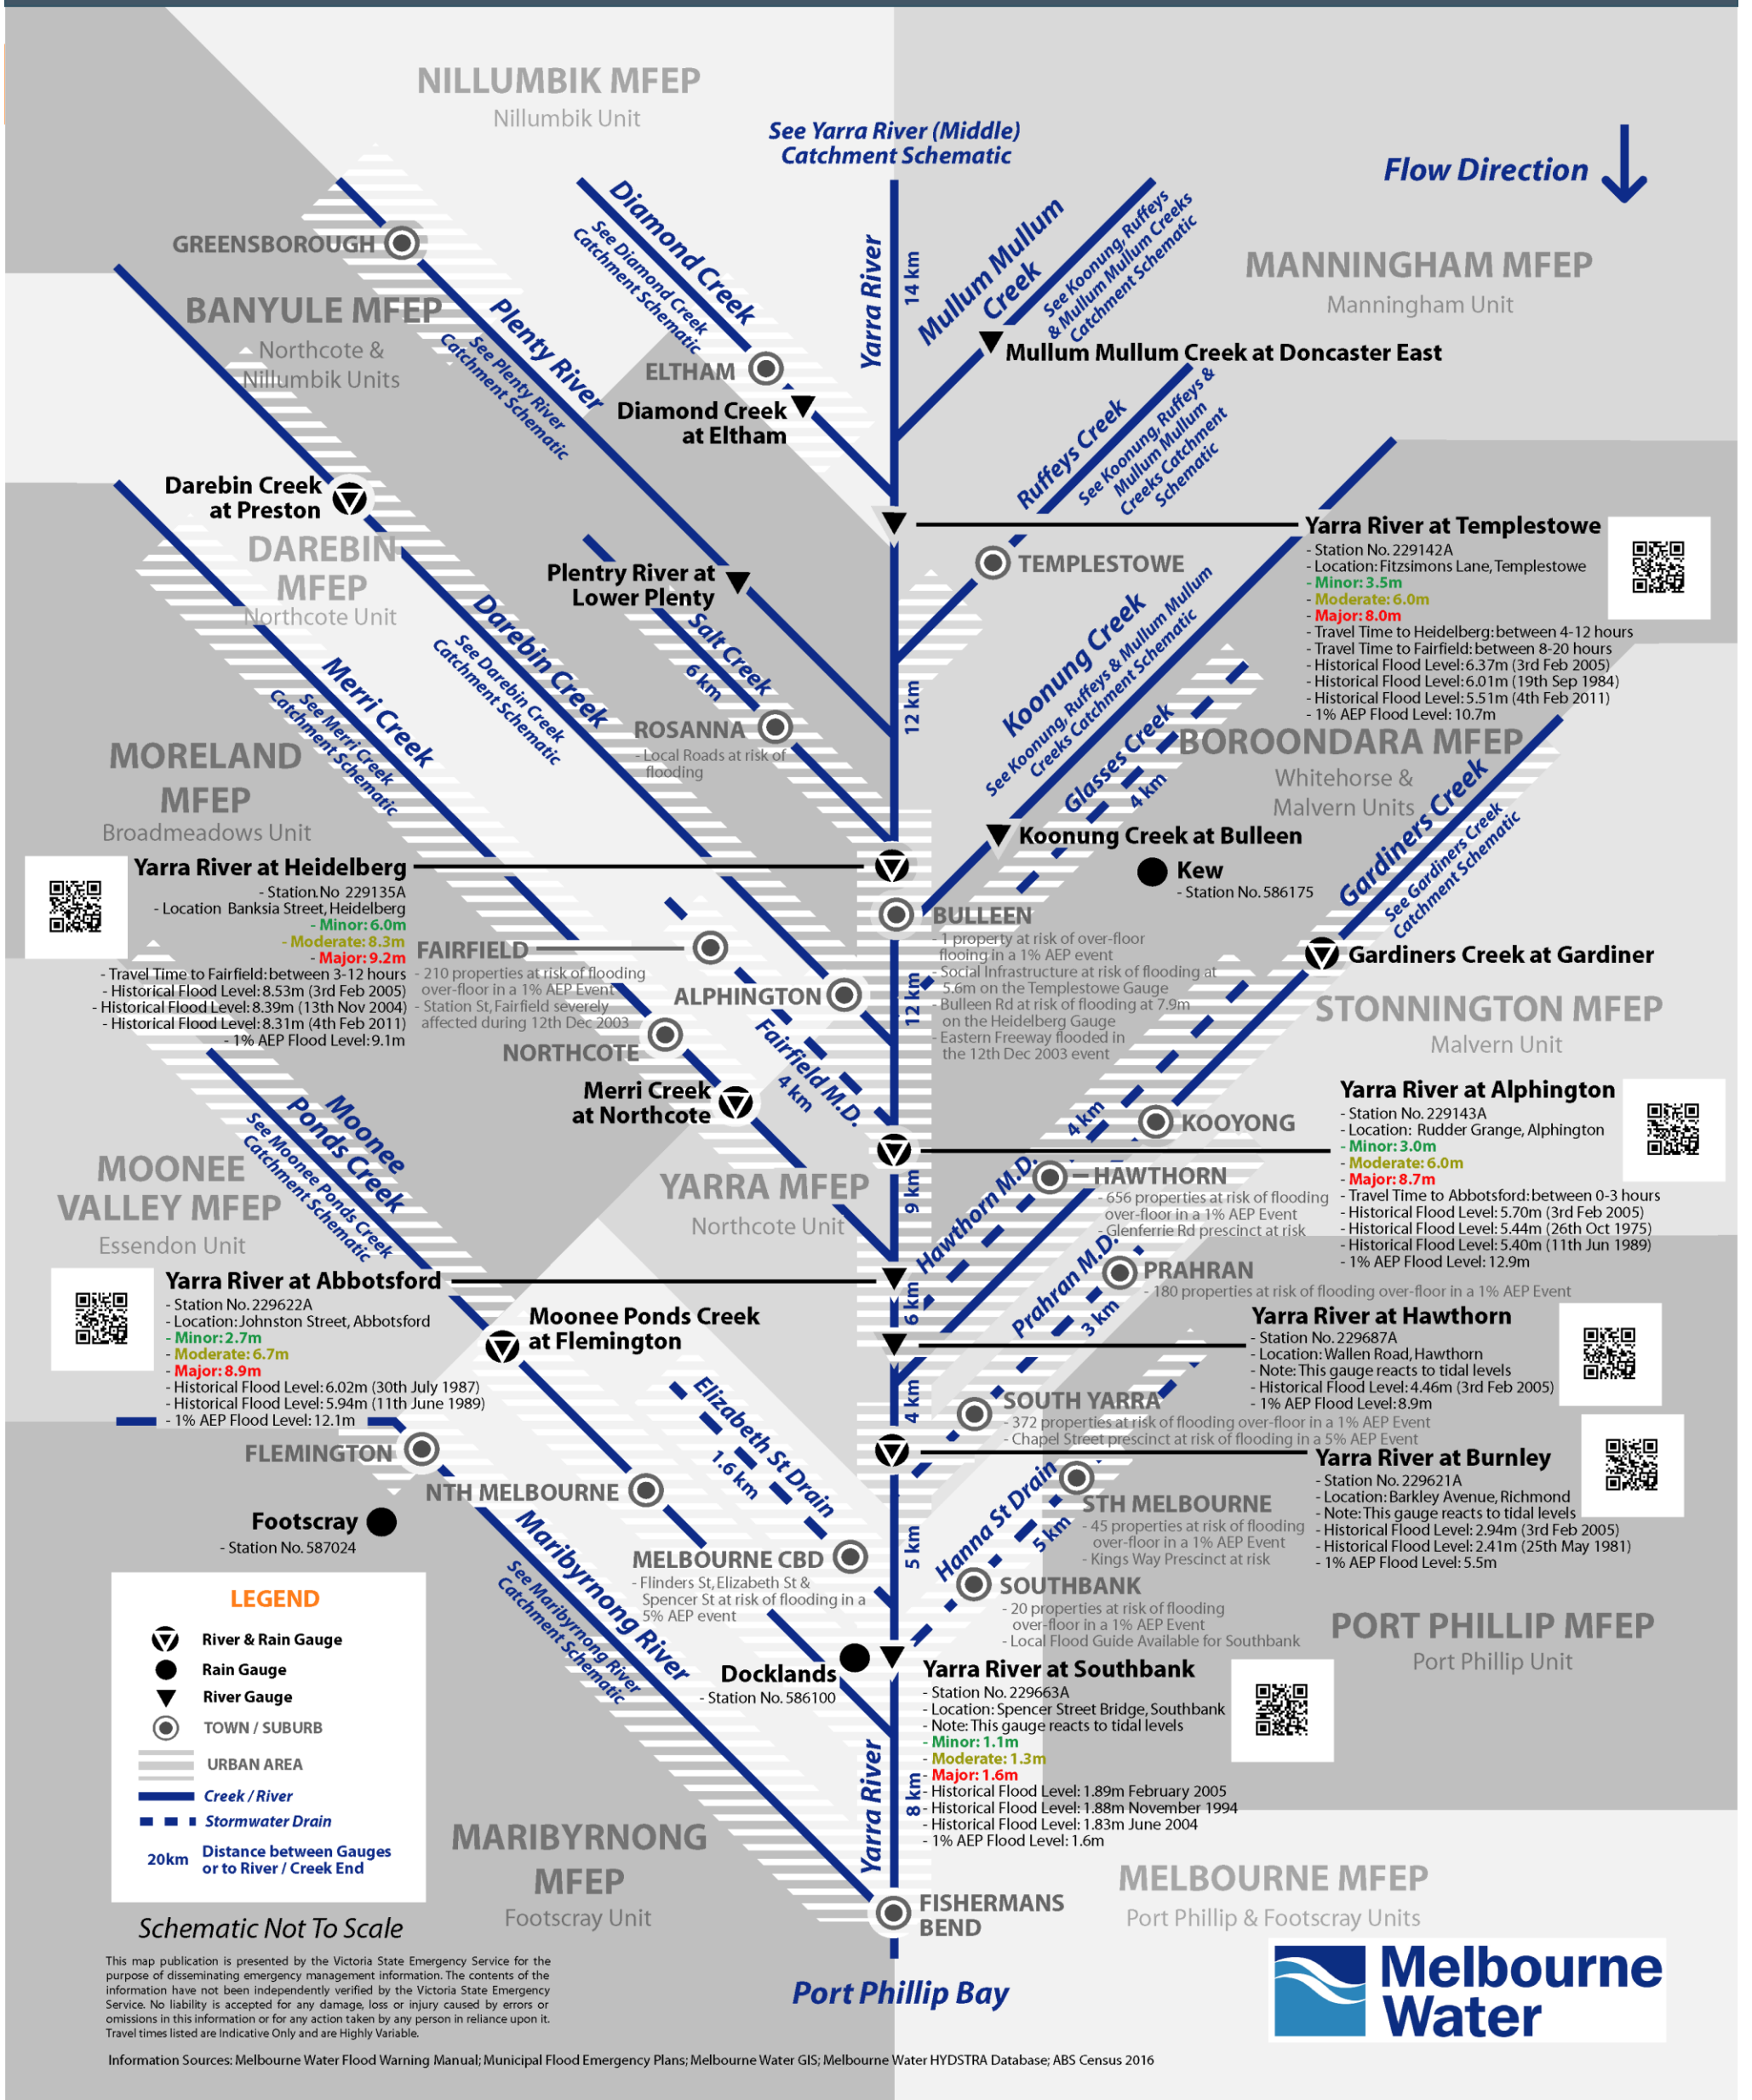 NILLUMBIK MFEP
Nillumbik Unit
See Yarra River (Middle)
Catchment Schematic
Flow Direction
GREENSBOROUGH
BANYULE MFEP
Northcote &
Nillumbik Units
Plenty River
See Plenty River
Catchment Schematic
Diamond Creek
See Diamond Creek
Catchment Schematic
ELTHAM
Diamond Creek
at Eltham
Yarra River
14 km
Mullum Mullum
Creek
See Koonung, Ruffeys
& Mullum Mullum Creeks
Catchment Schematic
MANNINGHAM MFEP
Manningham Unit
Mullum Mullum Creek at Doncaster East
Ruffeys Creek
See Koonung, Ruffeys &
Mullum Mullum
Creeks Catchment
Schematic
Darebin Creek
at Preston
DAREBIN
MFEP
Northcote Unit
Plentry River at
Lower Plenty
Salt Creek
6 km
Darebin Creek
See Darebin Creek
Catchment Schematic
TEMPLESTOWE
Yarra River at Templestowe
- Station No. 229142A
- Location: Fitzsimons Lane, Templestowe
- Minor: 3.5m
- Moderate: 6.0m
- Major: 8.0m
- Travel Time to Heidelberg: between 4-12 hours
- Travel Time to Fairfield: between 8-20 hours
- Historical Flood Level: 6.37m (3rd Feb 2005)
- Historical Flood Level: 6.01m (19th Sep 1984)
- Historical Flood Level: 5.51m (4th Feb 2011)
- 1% AEP Flood Level: 10.7m
Koonung Creek
See Koonung, Ruffeys & Mullum Mullum
Creeks Catchment Schematic
12 km
Merri Creek
See Merri Creek
Catchment Schematic
ROSANNA
- Local Roads at risk of
flooding
Glasses Creek
4 km
BOROONDARA MFEP
Whitehorse &
Malvern Units
MORELAND
MFEP
Broadmeadows Unit
Gardiners Creek
See Gardiners Creek
Catchment Schematic
Koonung Creek at Bulleen
Kew
- Station No. 586175
Yarra River at Heidelberg
- Station.No 229135A
- Location Banksia Street, Heidelberg
- Minor: 6.0m
- Moderate: 8.3m
- Major: 9.2m
- Travel Time to Fairfield: between 3-12 hours
- Historical Flood Level: 8.53m (3rd Feb 2005)
- Historical Flood Level: 8.39m (13th Nov 2004)
- Historical Flood Level: 8.31m (4th Feb 2011)
- 1% AEP Flood Level: 9.1m
FAIRFIELD
- 210 properties at risk of flooding
over-floor in a 1% AEP Event
- Station St, Fairfield severely
affected during 12th Dec 2003
ALPHINGTON
BULLEEN
- 1 property at risk of over-floor
flooing in a 1% AEP event
- Social Infrastructure at risk of flooding at
5.6m on the Templestowe Gauge
- Bulleen Rd at risk of flooding at 7.9m
on the Heidelberg Gauge
- Eastern Freeway flooded in
the 12th Dec 2003 event
12 km
Gardiners Creek at Gardiner
STONNINGTON MFEP
Malvern Unit
NORTHCOTE
Fairfield M.D.
4 km
Merri Creek
at Northcote
Moonee
Ponds Creek
See Moonee Ponds Creek
Catchment Schematic
MOONEE
VALLEY MFEP
Essendon Unit
YARRA MFEP
Northcote Unit
9 km
4 km
KOOYONG
Hawthorn M.D.
HAWTHORN
- 656 properties at risk of flooding
over-floor in a 1% AEP Event
- Glenferrie Rd prescinct at risk
Yarra River at Alphington
- Station No. 229143A
- Location: Rudder Grange, Alphington
- Minor: 3.0m
- Moderate: 6.0m
- Major: 8.7m
- Travel Time to Abbotsford: between 0-3 hours
- Historical Flood Level: 5.70m (3rd Feb 2005)
- Historical Flood Level: 5.44m (26th Oct 1975)
- Historical Flood Level: 5.40m (11th Jun 1989)
- 1% AEP Flood Level: 12.9m
Yarra River at Abbotsford
- Station No. 229622A
- Location: Johnston Street, Abbotsford
- Minor: 2.7m
- Moderate: 6.7m
- Major: 8.9m
- Historical Flood Level: 6.02m (30th July 1987)
- Historical Flood Level: 5.94m (11th June 1989)
- 1% AEP Flood Level: 12.1m
Moonee Ponds Creek
at Flemington
6 km
Prahran M.D.
3 km
PRAHRAN
- 180 properties at risk of flooding over-floor in a 1% AEP Event
Yarra River at Hawthorn
- Station No. 229687A
- Location: Wallen Road, Hawthorn
- Note: This gauge reacts to tidal levels
- Historical Flood Level: 4.46m (3rd Feb 2005)
- 1% AEP Flood Level: 8.9m
4 km
SOUTH YARRA
- 372 properties at risk of flooding over-floor in a 1% AEP Event
- Chapel Street prescinct at risk of flooding in a 5% AEP Event
FLEMINGTON
Elizabeth St Drain
1.6 km
NTH MELBOURNE
Yarra River at Burnley
- Station No. 229621A
- Location: Barkley Avenue, Richmond
- Note: This gauge reacts to tidal levels
- Historical Flood Level: 2.94m (3rd Feb 2005)
- Historical Flood Level: 2.41m (25th May 1981)
- 1% AEP Flood Level: 5.5m
Hanna St Drain
5 km
STH MELBOURNE
- 45 properties at risk of flooding
over-floor in a 1% AEP Event
- Kings Way Prescinct at risk
Footscray
- Station No. 587024
Maribyrnong River
See Maribyrnong River
Catchment Schematic
5 km
MELBOURNE CBD
- Flinders St, Elizabeth St &
Spencer St at risk of flooding in a
5% AEP event
SOUTHBANK
- 20 properties at risk of flooding
over-floor in a 1% AEP Event
- Local Flood Guide Available for Southbank
PORT PHILLIP MFEP
Port Phillip Unit
Docklands
- Station No. 586100
Yarra River at Southbank
- Station No. 229663A
- Location: Spencer Street Bridge, Southbank
- Note: This gauge reacts to tidal levels
- Minor: 1.1m
- Moderate: 1.3m
- Major: 1.6m
- Historical Flood Level: 1.89m February 2005
- Historical Flood Level: 1.88m November 1994
- Historical Flood Level: 1.83m June 2004
- 1% AEP Flood Level: 1.6m
Yarra River
8 km
LEGEND
River & Rain Gauge
Rain Gauge
River Gauge
TOWN / SUBURB
URBAN AREA
Creek / River
Stormwater Drain
20km
Distance between Gauges
or to River / Creek End
MARIBYRNONG
MFEP
Footscray Unit
MELBOURNE MFEP
Port Phillip & Footscray Units
FISHERMANS
BEND
Schematic Not To Scale
This map publication is presented by the Victoria State Emergency Service for the
purpose of disseminating emergency management information. The contents of the
information have not been independently verified by the Victoria State Emergency
Service. No liability is accepted for any damage, loss or injury caused by errors or
omissions in this information or for any action taken by any person in reliance upon it.
Travel times listed are Indicative Only and are Highly Variable.
Port Phillip Bay
Melbourne
Water
Information Sources: Melbourne Water Flood Warning Manual; Municipal Flood Emergency Plans; Melbourne Water GIS; Melbourne Water HYDSTRA Database; ABS Census 2016